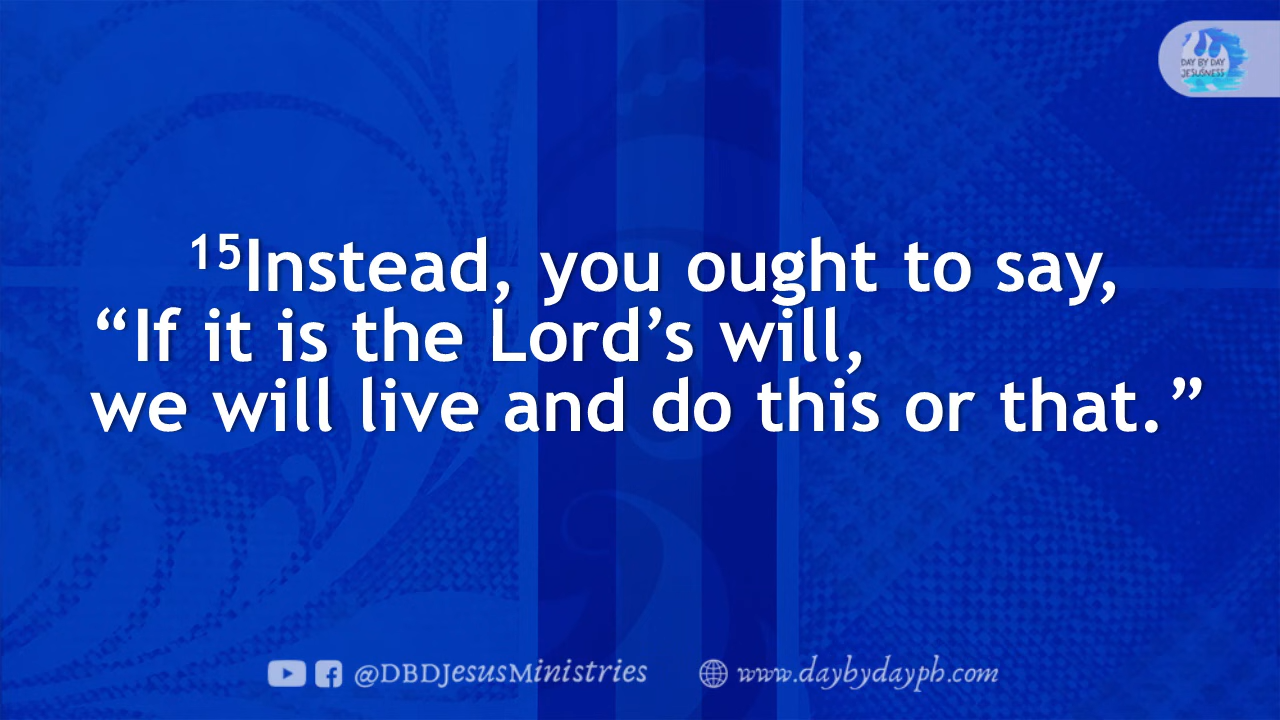 DAY BY DAY
JESUSNESS
¹⁵Instead, you ought to say,
“If it is the Lord’s will,
we will live and do this or that.”
@DBDJesusMinistries
www.daybydayph.com